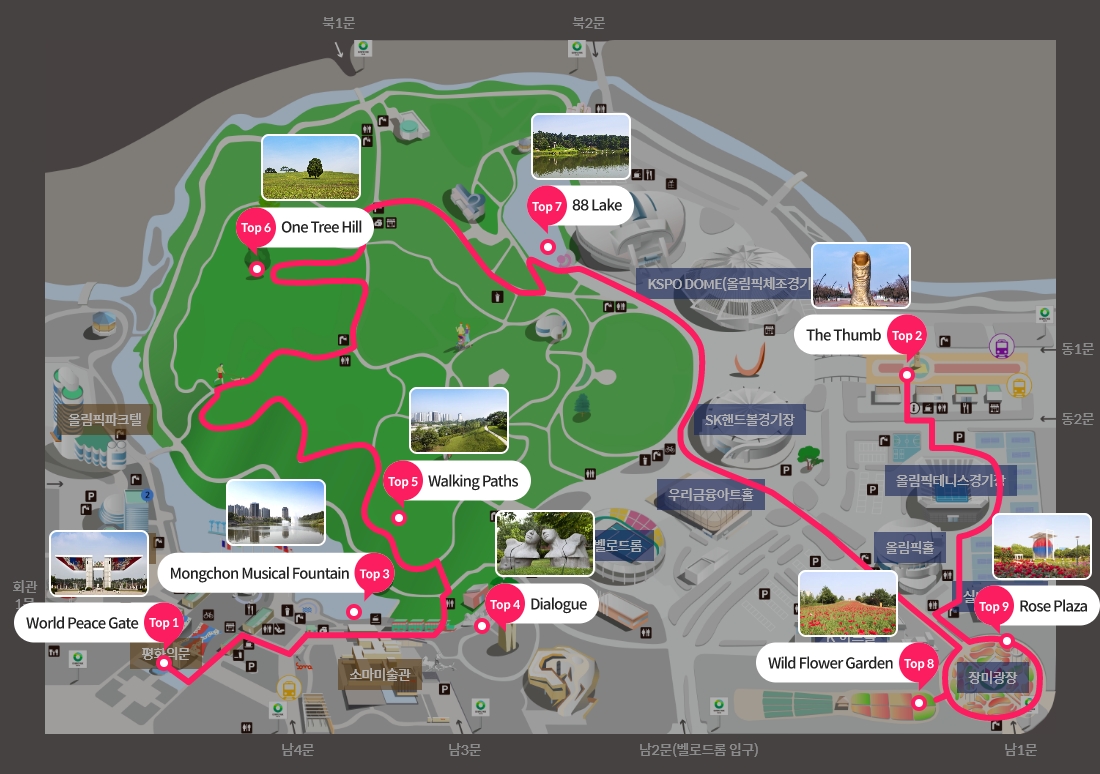 북1문
북2문
Top 7 88 Lake
Top 6 One Tree Hill
KSPO DOME(올림픽체조경기
The Thumb Top 2
동1문
동2문
올림픽파크텔
SK핸드볼경기장
Top 5 Walking Paths
올림픽테니스경기장
우리금융아트홀
2
벨로드롬
올림픽홀
Mongchon Musical Fountain Top 3
회관
Top 4 Dialogue
Top 9 Rose Plaza
World Peace Gate Top 1
평화의문
Wild Flower Garden Top 8
소마미술관
장미광장
남4문
남3문
남2문(벨로드롬 입구)
남1문